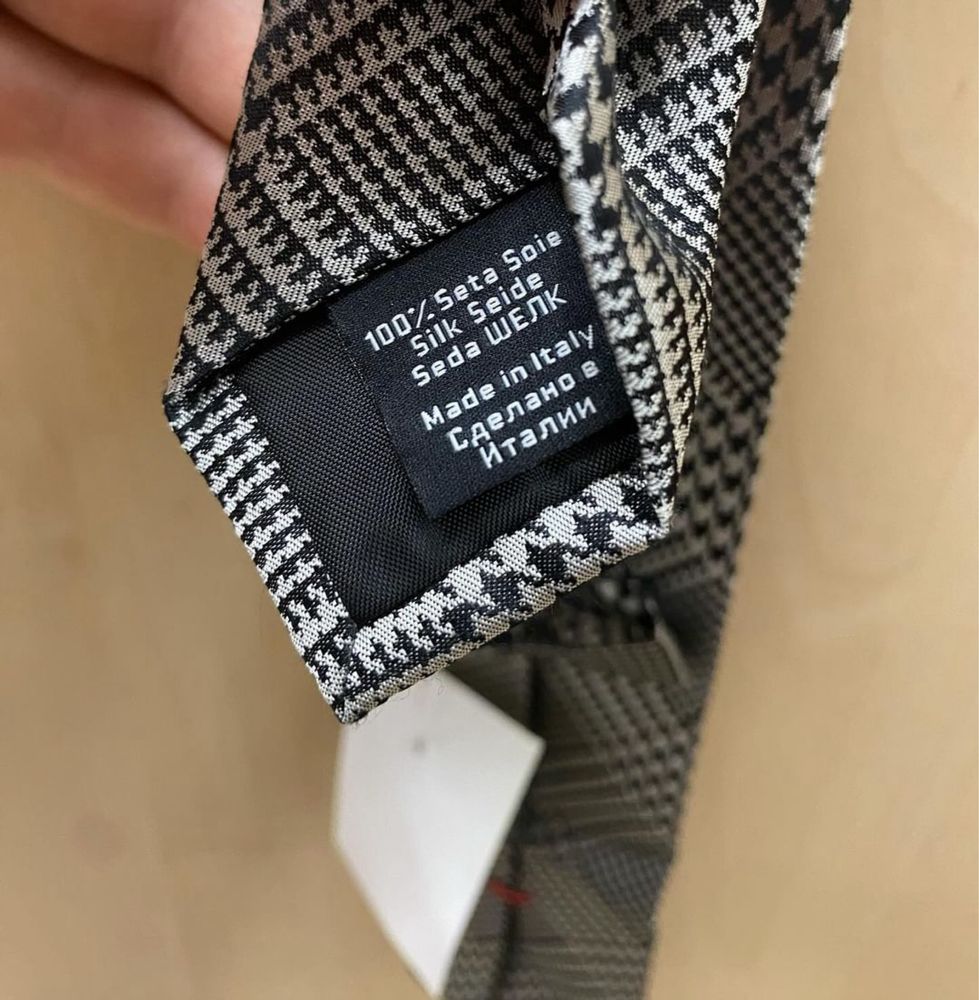 100% Seta Soie
Silk Seide
Seda ШЕЛК
Made in Italy
Сделано в
Италии